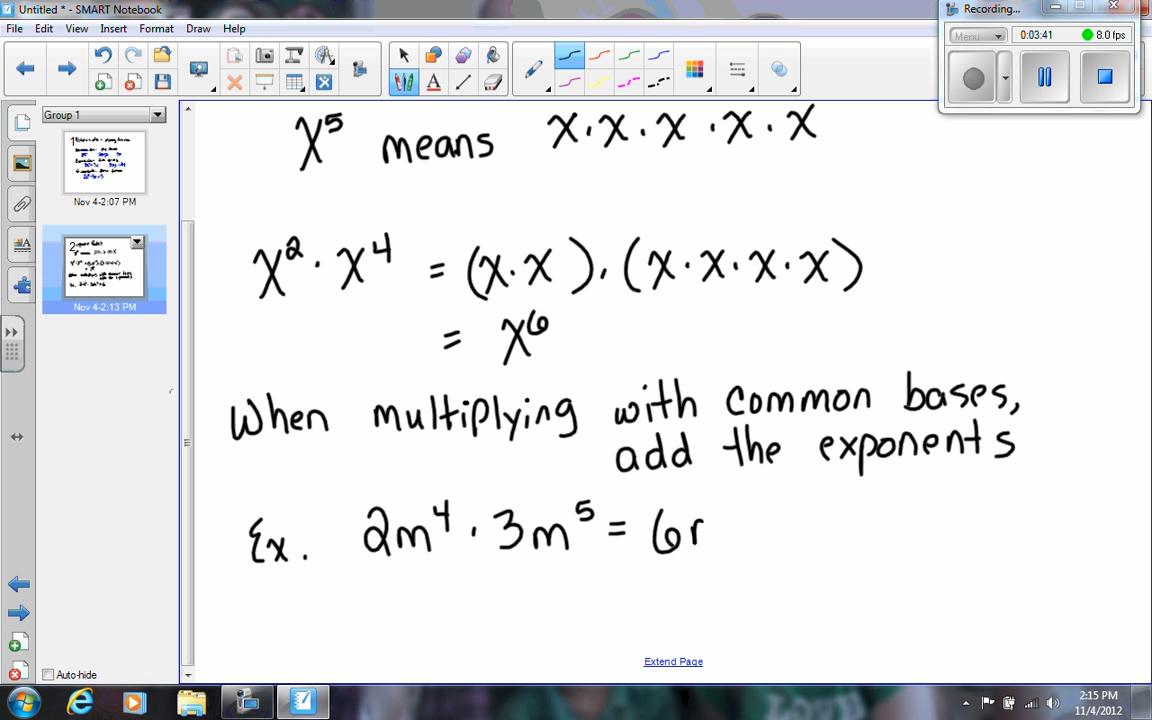 Untitled * - SMART Notebook
Recording...
File Edit View Insert Format Draw Help
Menu
0:03:41
8.0 fps
Group 1
Nov 4-2:07 PM
Nov 4-2:13 PM
x⁵ means x·x·x·x·x
x²·x⁴ = (x·x)·(x·x·x·x)
= x⁶
When multiplying with common bases,
add the exponents
Ex. 2m⁴·3m⁵ = 6r
Extend Page
Auto-hide
2:15 PM
11/4/2012